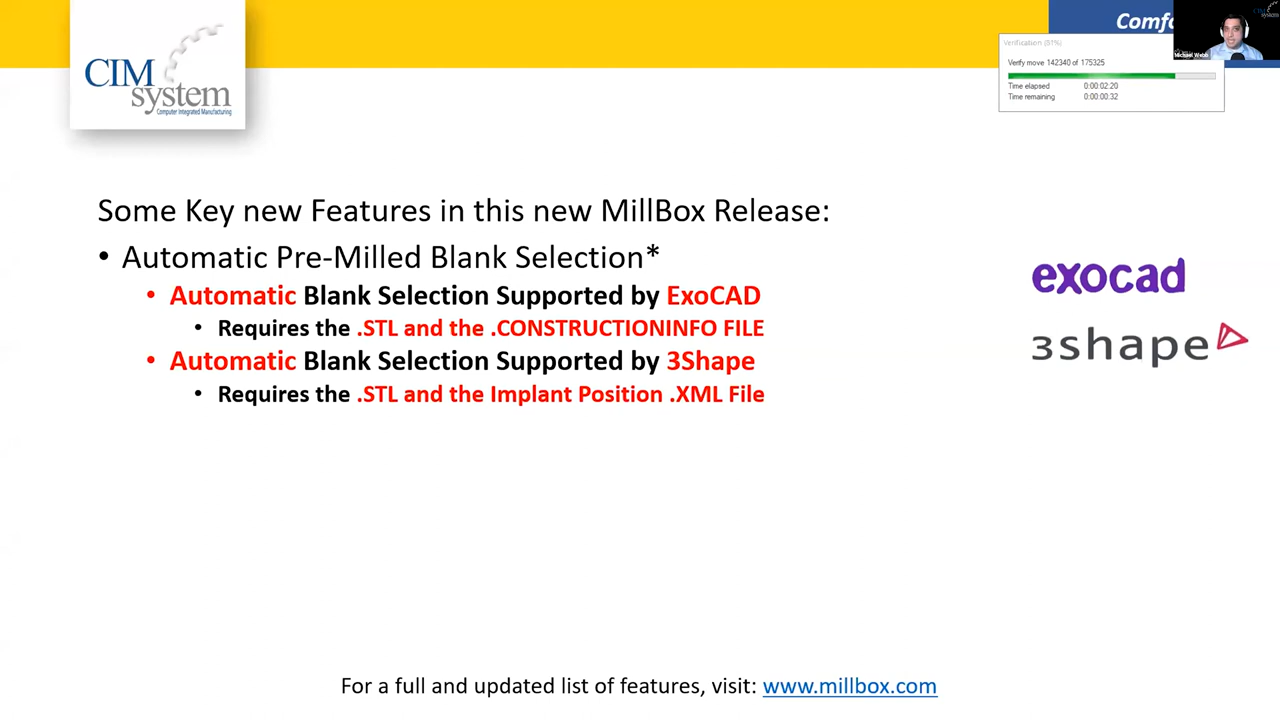 CIM
system
Computer Integrated Manufacturing
Verification (81%)
Michael Webb
Verify move 142340 of 175325
Time elapsed 0:00:02:20
Time remaining 0:00:00:32
Some Key new Features in this new MillBox Release:
• Automatic Pre-Milled Blank Selection*
• Automatic Blank Selection Supported by ExoCAD
• Requires the .STL and the .CONSTRUCTIONINFO FILE
• Automatic Blank Selection Supported by 3Shape
• Requires the .STL and the Implant Position .XML File
exocad
3shape
For a full and updated list of features, visit: www.millbox.com